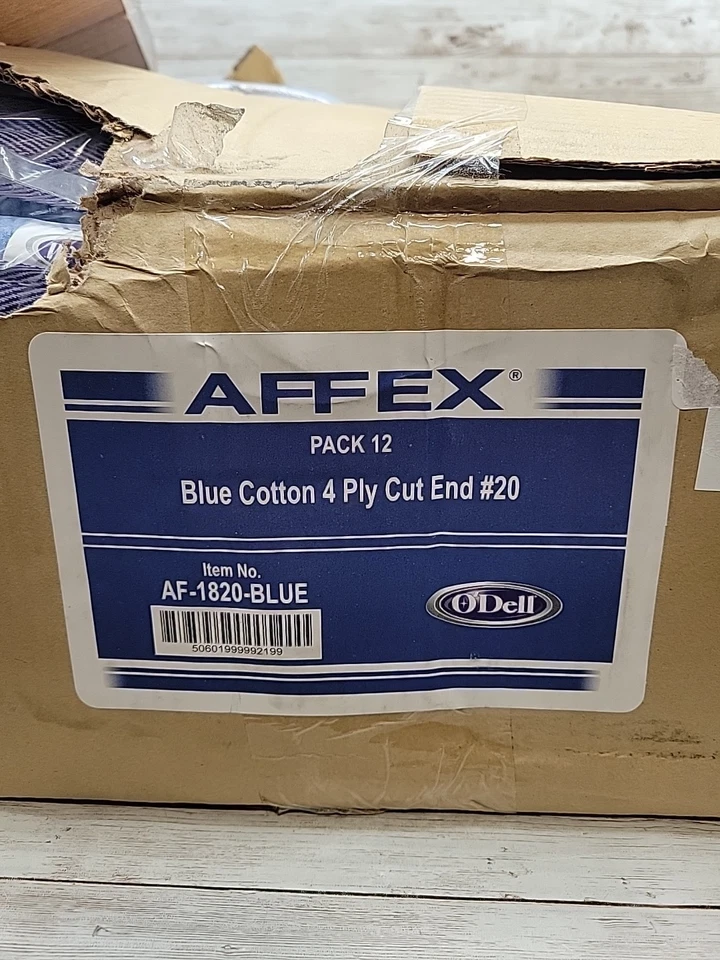 AFFEX®
PACK 12
Blue Cotton 4 Ply Cut End #20
Item No.
AF-1820-BLUE
50601999992199
O'Dell